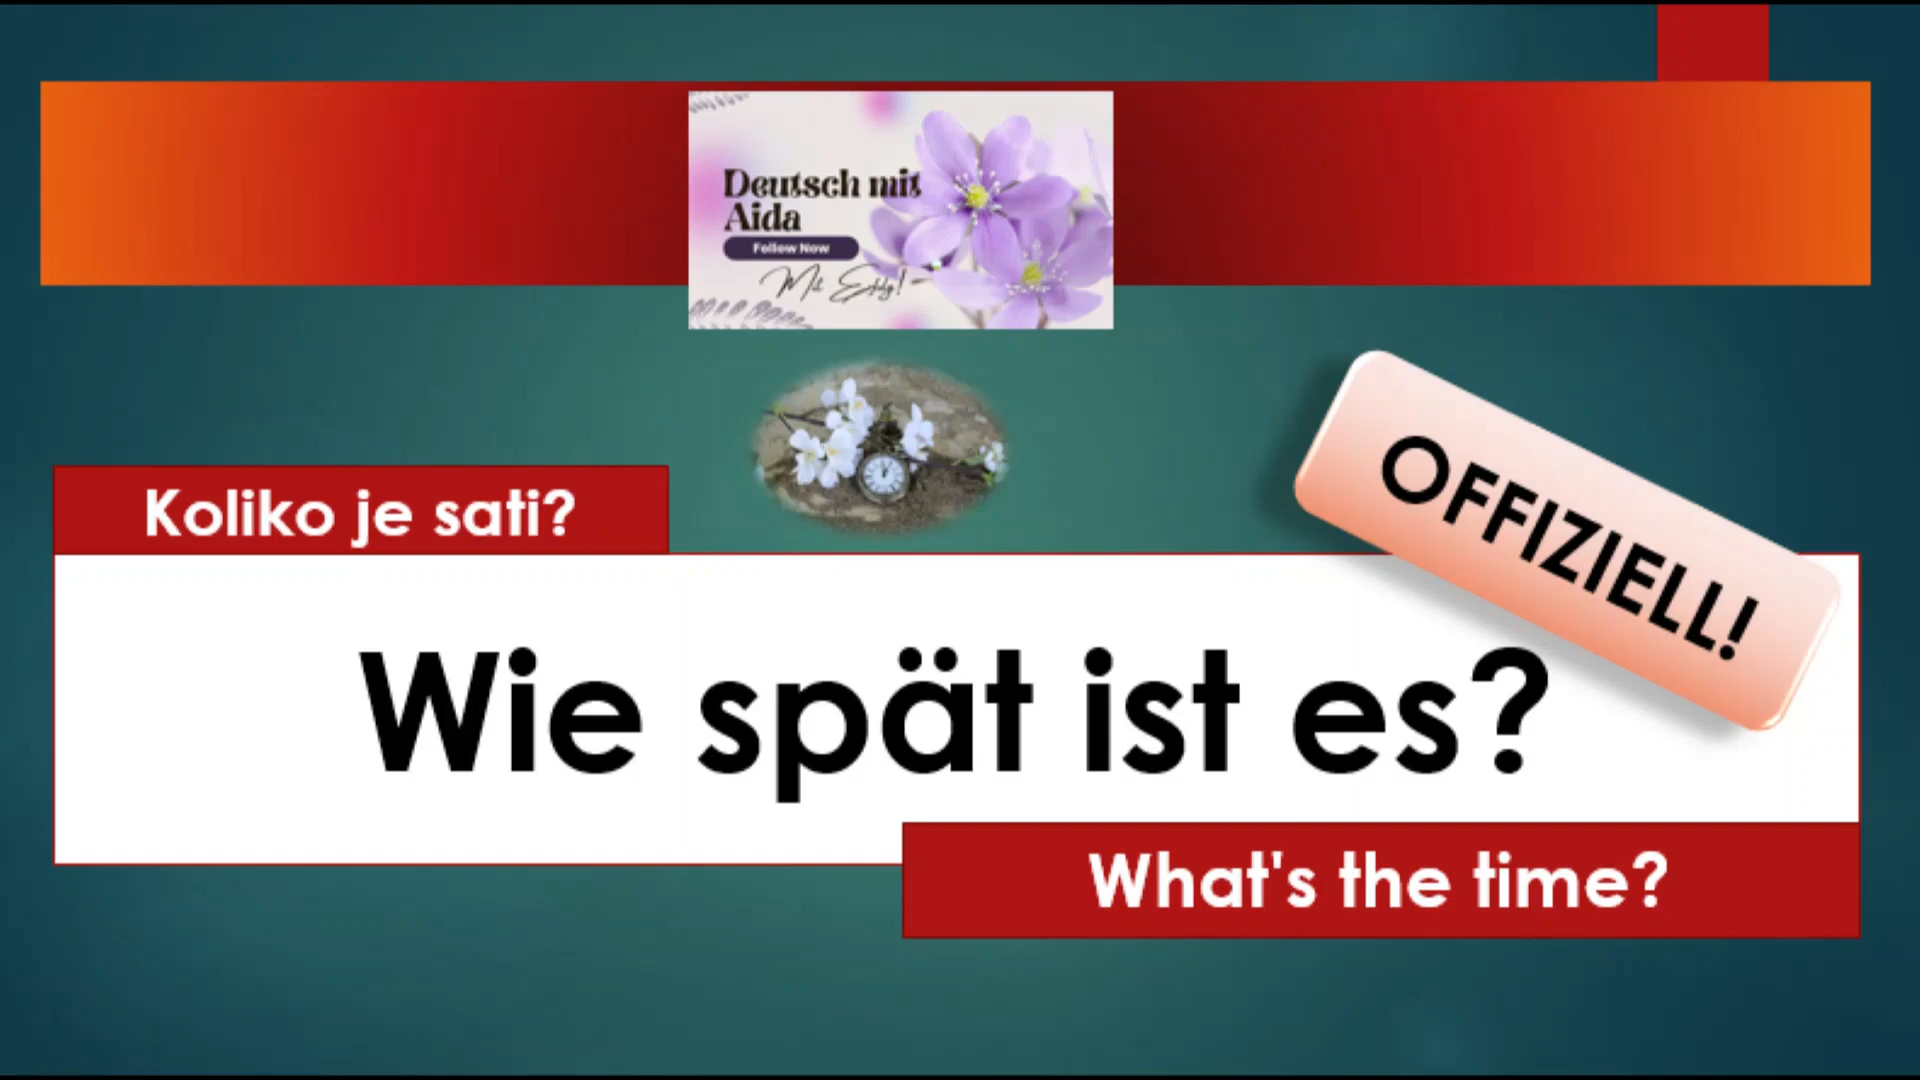 Deutsch mit
Aida
Follow Now
Koliko je sati?
OFFIZIELL!
Wie spät ist es?
What's the time?